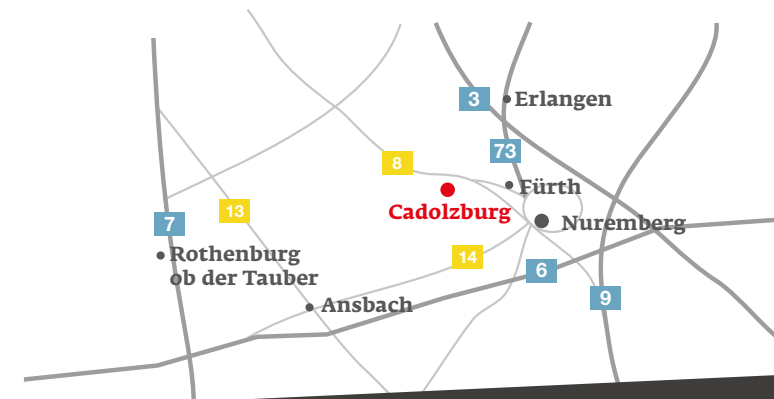 3
Erlangen
73
8
Fürth
Cadolzburg
13
7
Nuremberg
Rothenburg
ob der Tauber
14
6
9
Ansbach